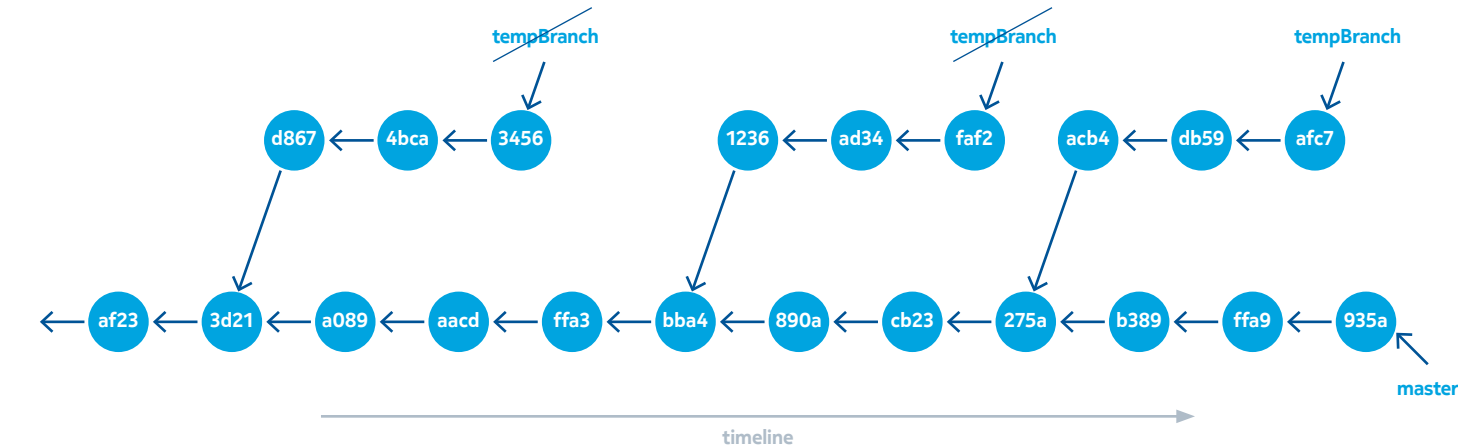 tempBranch tempBranch tempBranch
d867 4bca 3456 1236 ad34 faf2 acb4 db59 afc7
af23 3d21 a089 aacd ffa3 bba4 890a cb23 275a b389 ffa9 935a
master
timeline